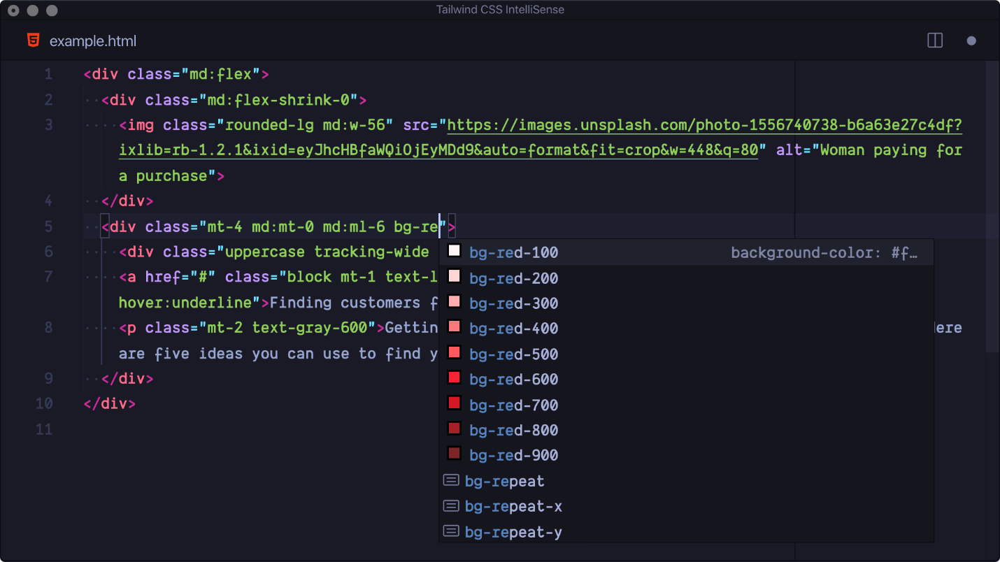 Tailwind CSS IntelliSense
example.html
1 <div class="md:flex">
2 <div class="md:flex-shrink-0">
3 <img class="rounded-lg md:w-56" src="https://images.unsplash.com/photo-1556740738-b6a63e27c4df?
ixlib=rb-1.2.1&ixid=eyJhcHBfaWQiOjEyMDd9&auto=format&fit=crop&w=448&q=80" alt="Woman paying for
a purchase">
4 </div>
5 <div class="mt-4 md:mt-0 md:ml-6 bg-re">
6 <div class="uppercase tracking-wide
7 <a href="#" class="block mt-1 text-l
hover:underline">Finding customers f
8 <p class="mt-2 text-gray-600">Gettin
are five ideas you can use to find y
9 </div>
10 </div>
11
bg-red-100 background-color: #f…
bg-red-200
bg-red-300
bg-red-400
bg-red-500
bg-red-600
bg-red-700
bg-red-800
bg-red-900
bg-repeat
bg-repeat-x
bg-repeat-y